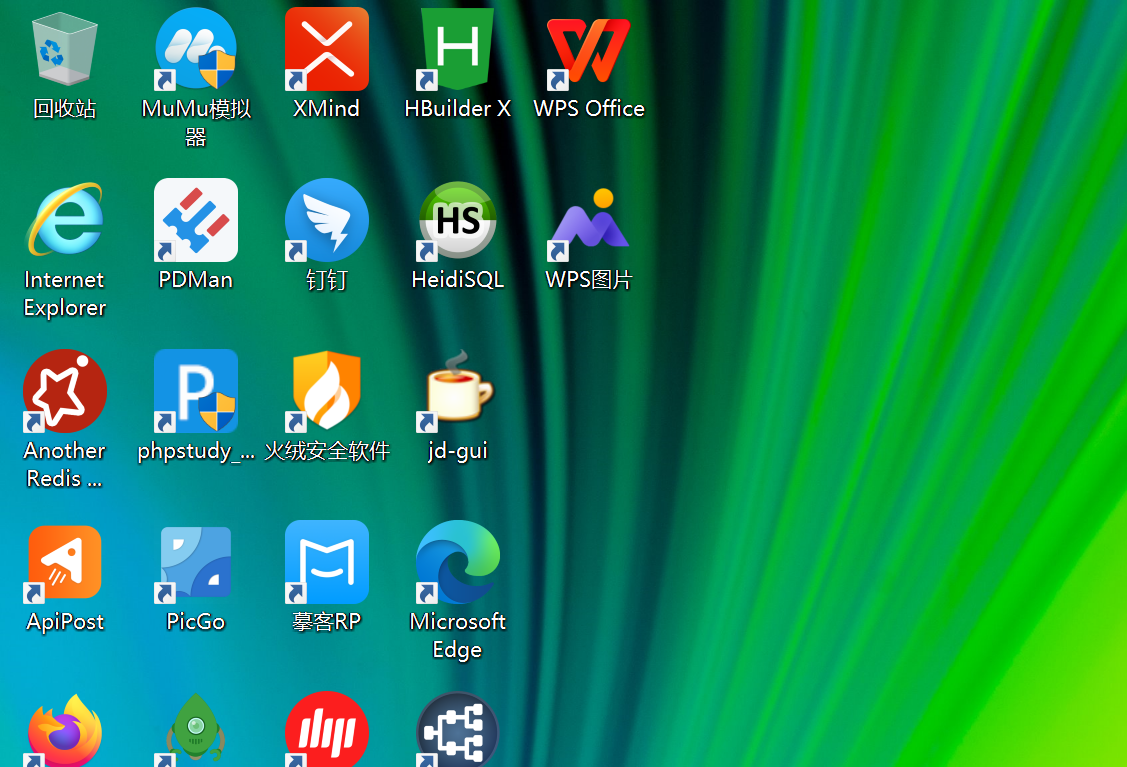 回收站
MuMu模拟
器
XMind
HBuilder X
WPS Office
Internet
Explorer
PDMan
钉钉
HS
HeidiSQL
WPS图片
Another
Redis ...
phpstudy_...
火绒安全软件
jd-gui
ApiPost
PicGo
摹客RP
Microsoft
Edge